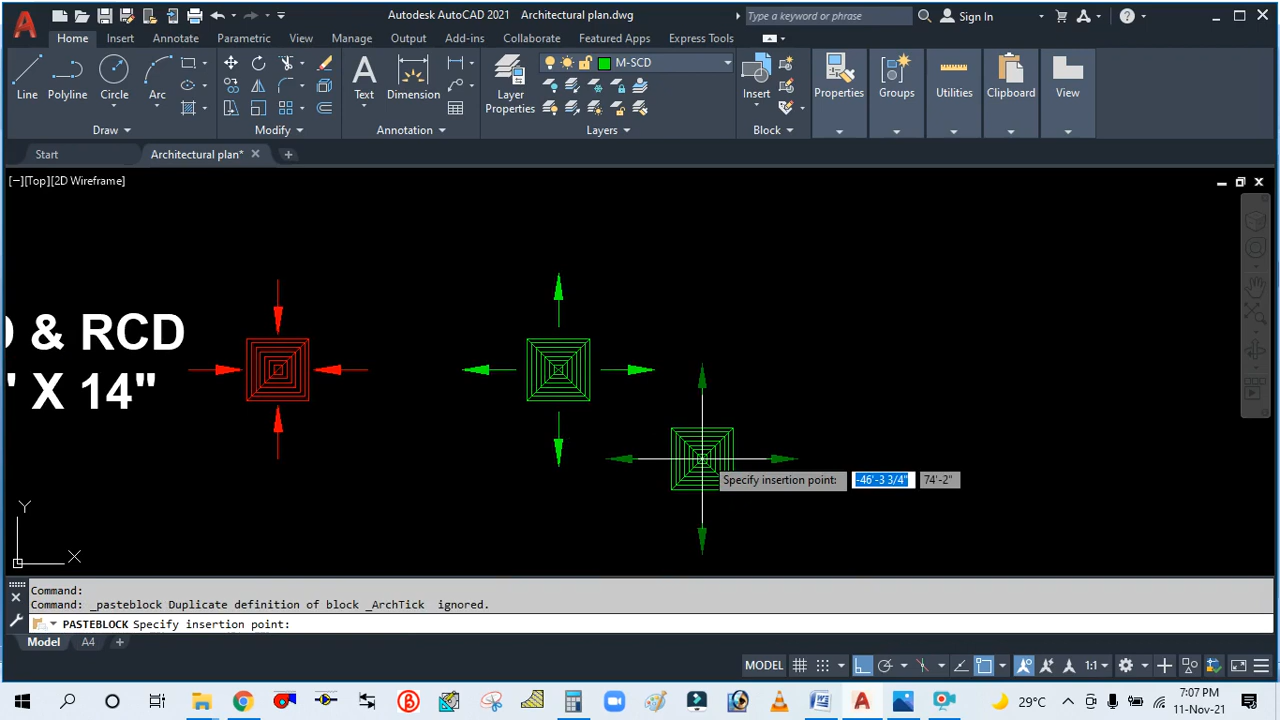 Autodesk AutoCAD 2021 Architectural plan.dwg
Type a keyword or phrase
Sign In
Home Insert Annotate Parametric View Manage Output Add-ins Collaborate Featured Apps Express Tools
M-SCD
Line Polyline Circle Arc Text Dimension Layer Properties Insert Properties Groups Utilities Clipboard View
Draw Modify Annotation Layers Block
Start Architectural plan*
[−][Top][2D Wireframe]
& RCD
" X 14"
Specify insertion point: -46'-3 3/4" 74'-2"
Y
X
Command:
Command: _pasteblock Duplicate definition of block _ArchTick ignored.
PASTEBLOCK Specify insertion point:
Model A4
MODEL 1:1
29°C
7:07 PM
11-Nov-21